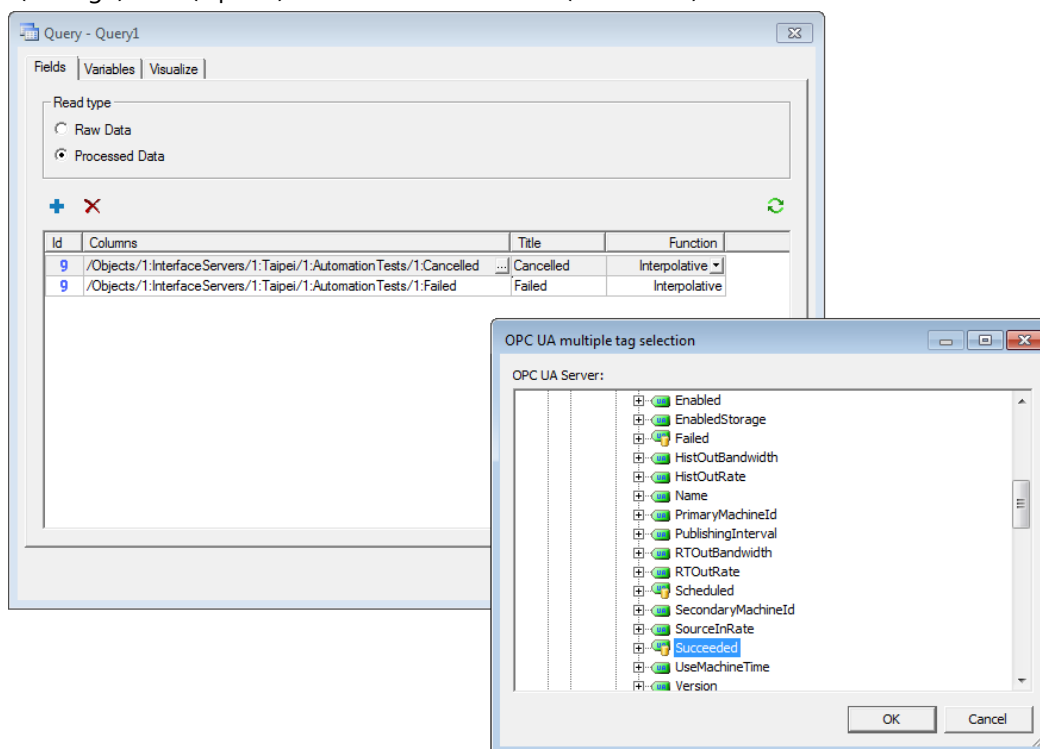 Query - Query1
Fields Variables Visualize
Read type
Raw Data
Processed Data
Id Columns Title Function
9 /Objects/1:InterfaceServers/1:Taipei/1:AutomationTests/1:Cancelled ... Cancelled Interpolative
9 /Objects/1:InterfaceServers/1:Taipei/1:AutomationTests/1:Failed Failed Interpolative
OPC UA multiple tag selection
OPC UA Server:
Enabled
EnabledStorage
Failed
HistOutBandwidth
HistOutRate
Name
PrimaryMachineId
PublishingInterval
RTOutBandwidth
RTOutRate
Scheduled
SecondaryMachineId
SourceInRate
Succeeded
UseMachineTime
Version
OK Cancel